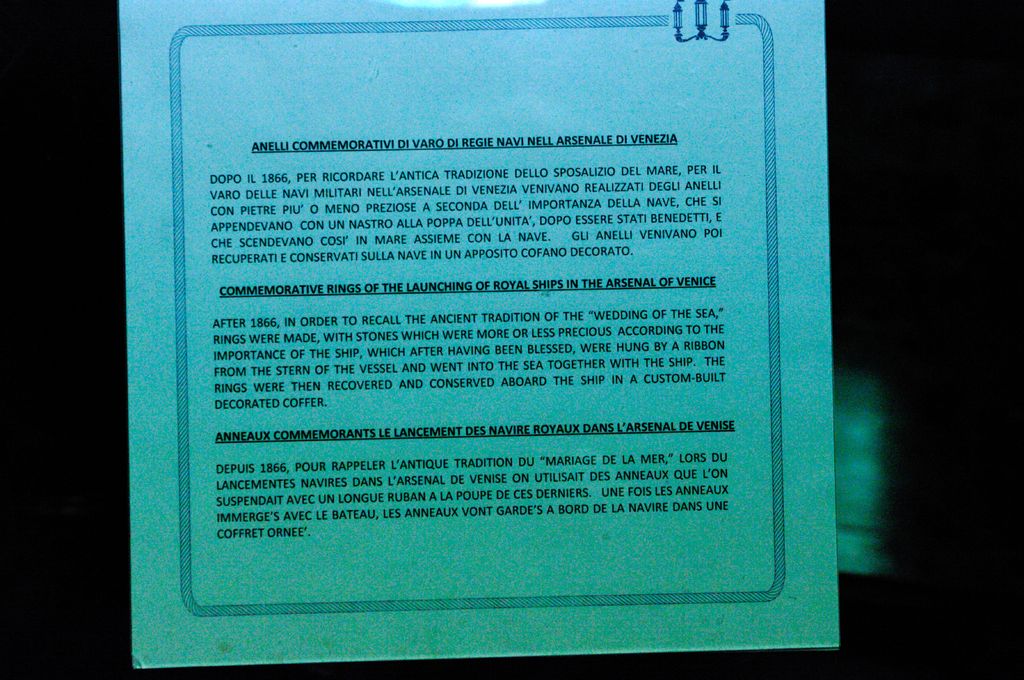 ANELLI COMMEMORATIVI DI VARO DI REGIE NAVI NELL ARSENALE DI VENEZIA
DOPO IL 1866, PER RICORDARE L'ANTICA TRADIZIONE DELLO SPOSALIZIO DEL MARE, PER IL
VARO DELLE NAVI MILITARI NELL'ARSENALE DI VENEZIA VENIVANO REALIZZATI DEGLI ANELLI
CON PIETRE PIU' O MENO PREZIOSE A SECONDA DELL' IMPORTANZA DELLA NAVE, CHE SI
APPENDEVANO CON UN NASTRO ALLA POPPA DELL'UNITA', DOPO ESSERE STATI BENEDETTI, E
CHE SCENDEVANO COSI' IN MARE ASSIEME CON LA NAVE. GLI ANELLI VENIVANO POI
RECUPERATI E CONSERVATI SULLA NAVE IN UN APPOSITO COFANO DECORATO.
COMMEMORATIVE RINGS OF THE LAUNCHING OF ROYAL SHIPS IN THE ARSENAL OF VENICE
AFTER 1866, IN ORDER TO RECALL THE ANCIENT TRADITION OF THE "WEDDING OF THE SEA,"
RINGS WERE MADE, WITH STONES WHICH WERE MORE OR LESS PRECIOUS ACCORDING TO THE
IMPORTANCE OF THE SHIP, WHICH AFTER HAVING BEEN BLESSED, WERE HUNG BY A RIBBON
FROM THE STERN OF THE VESSEL AND WENT INTO THE SEA TOGETHER WITH THE SHIP. THE
RINGS WERE THEN RECOVERED AND CONSERVED ABOARD THE SHIP IN A CUSTOM-BUILT
DECORATED COFFER.
ANNEAUX COMMEMORANTS LE LANCEMENT DES NAVIRE ROYAUX DANS L'ARSENAL DE VENISE
DEPUIS 1866, POUR RAPPELER L'ANTIQUE TRADITION DU "MARIAGE DE LA MER," LORS DU
LANCEMENTES NAVIRES DANS L'ARSENAL DE VENISE ON UTILISAIT DES ANNEAUX QUE L'ON
SUSPENDAIT AVEC UN LONGUE RUBAN A LA POUPE DE CES DERNIERS. UNE FOIS LES ANNEAUX
IMMERGE'S AVEC LE BATEAU, LES ANNEAUX VONT GARDE'S A BORD DE LA NAVIRE DANS UNE
COFFRET ORNEE'.